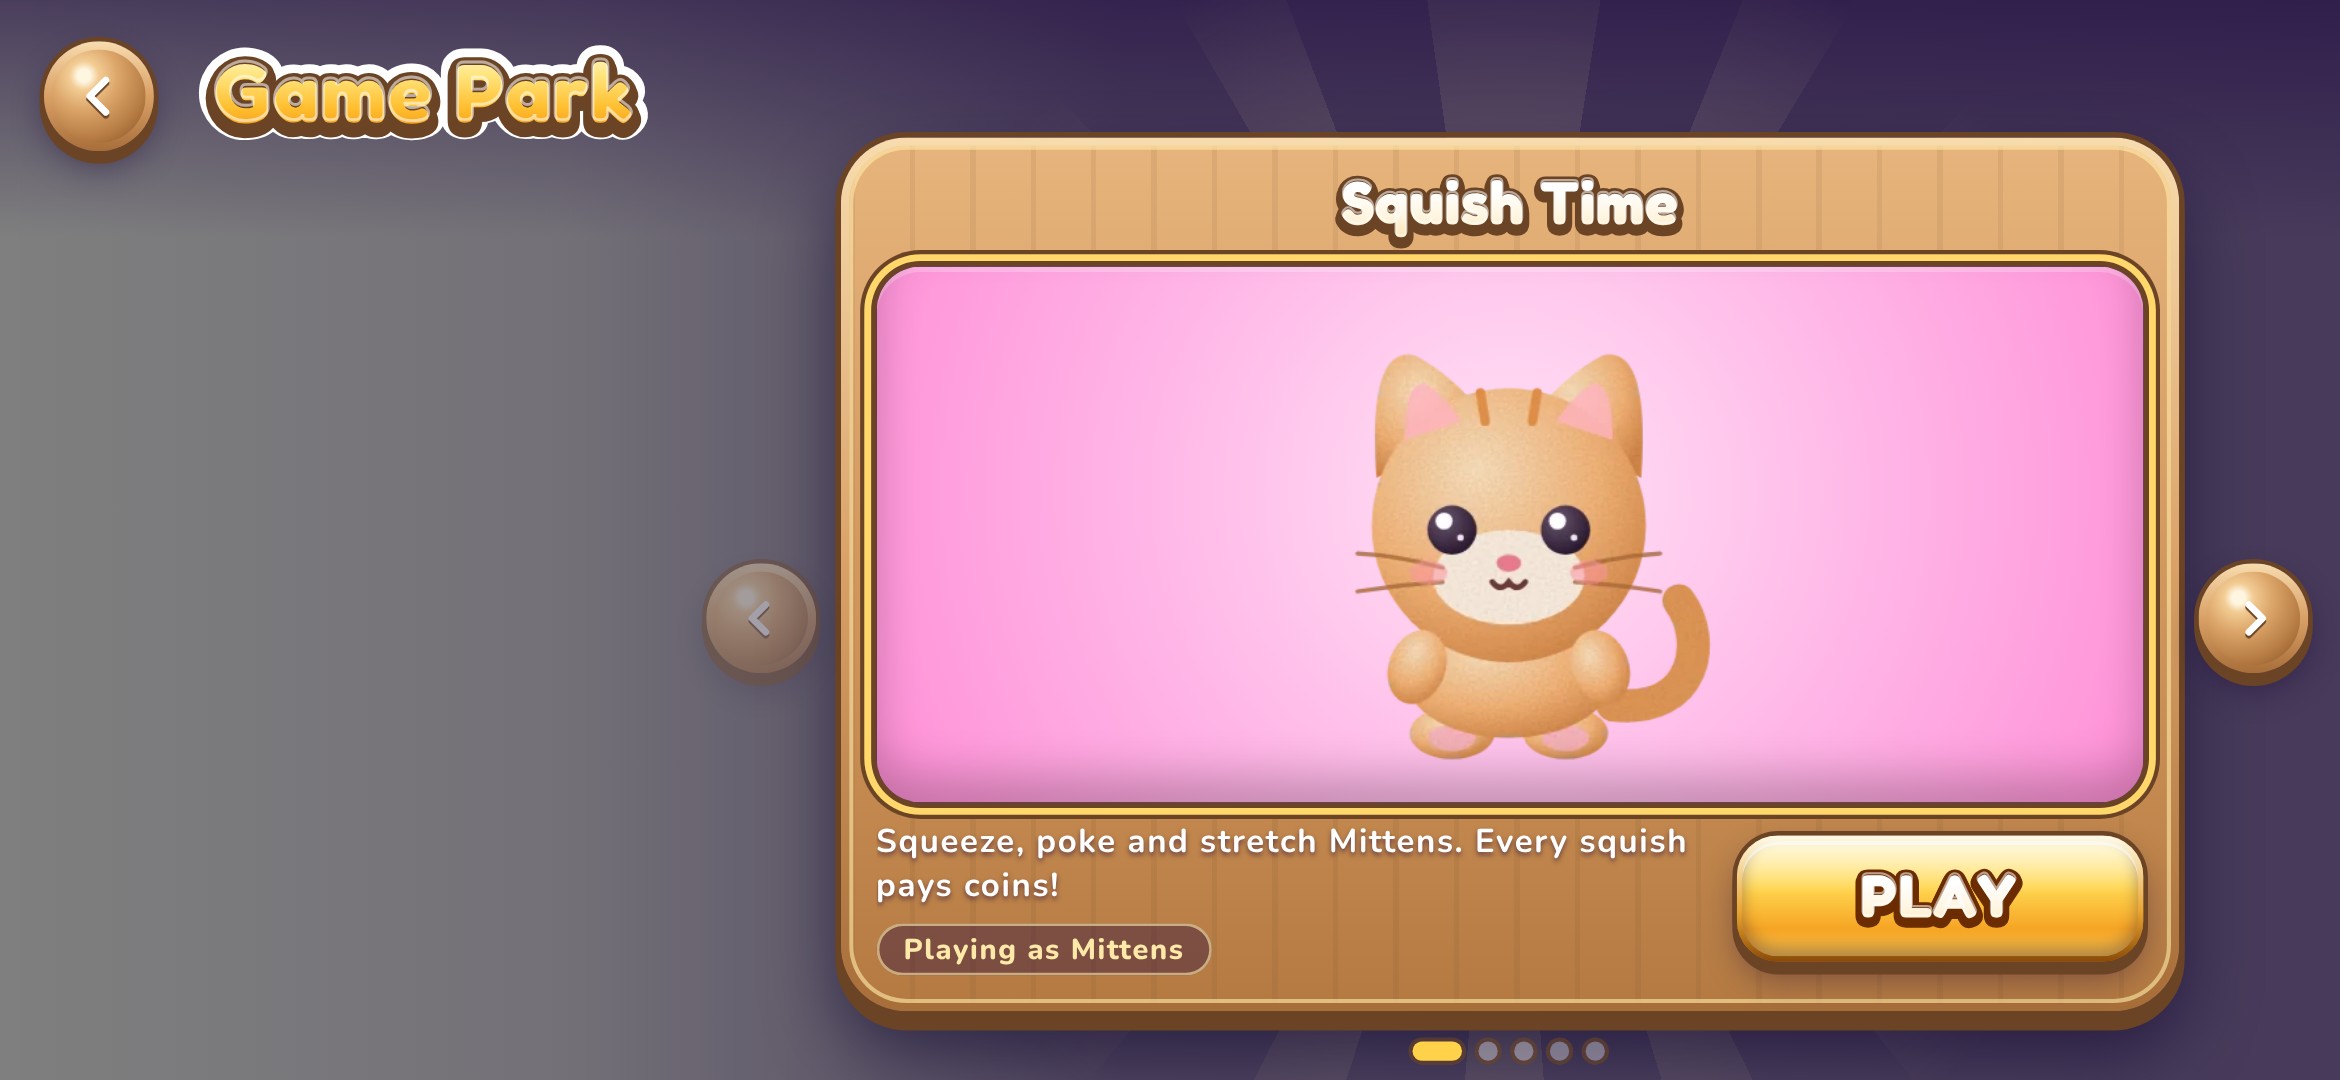 Game Park
Squish Time
Squeeze, poke and stretch Mittens. Every squish
pays coins!
Playing as Mittens
PLAY